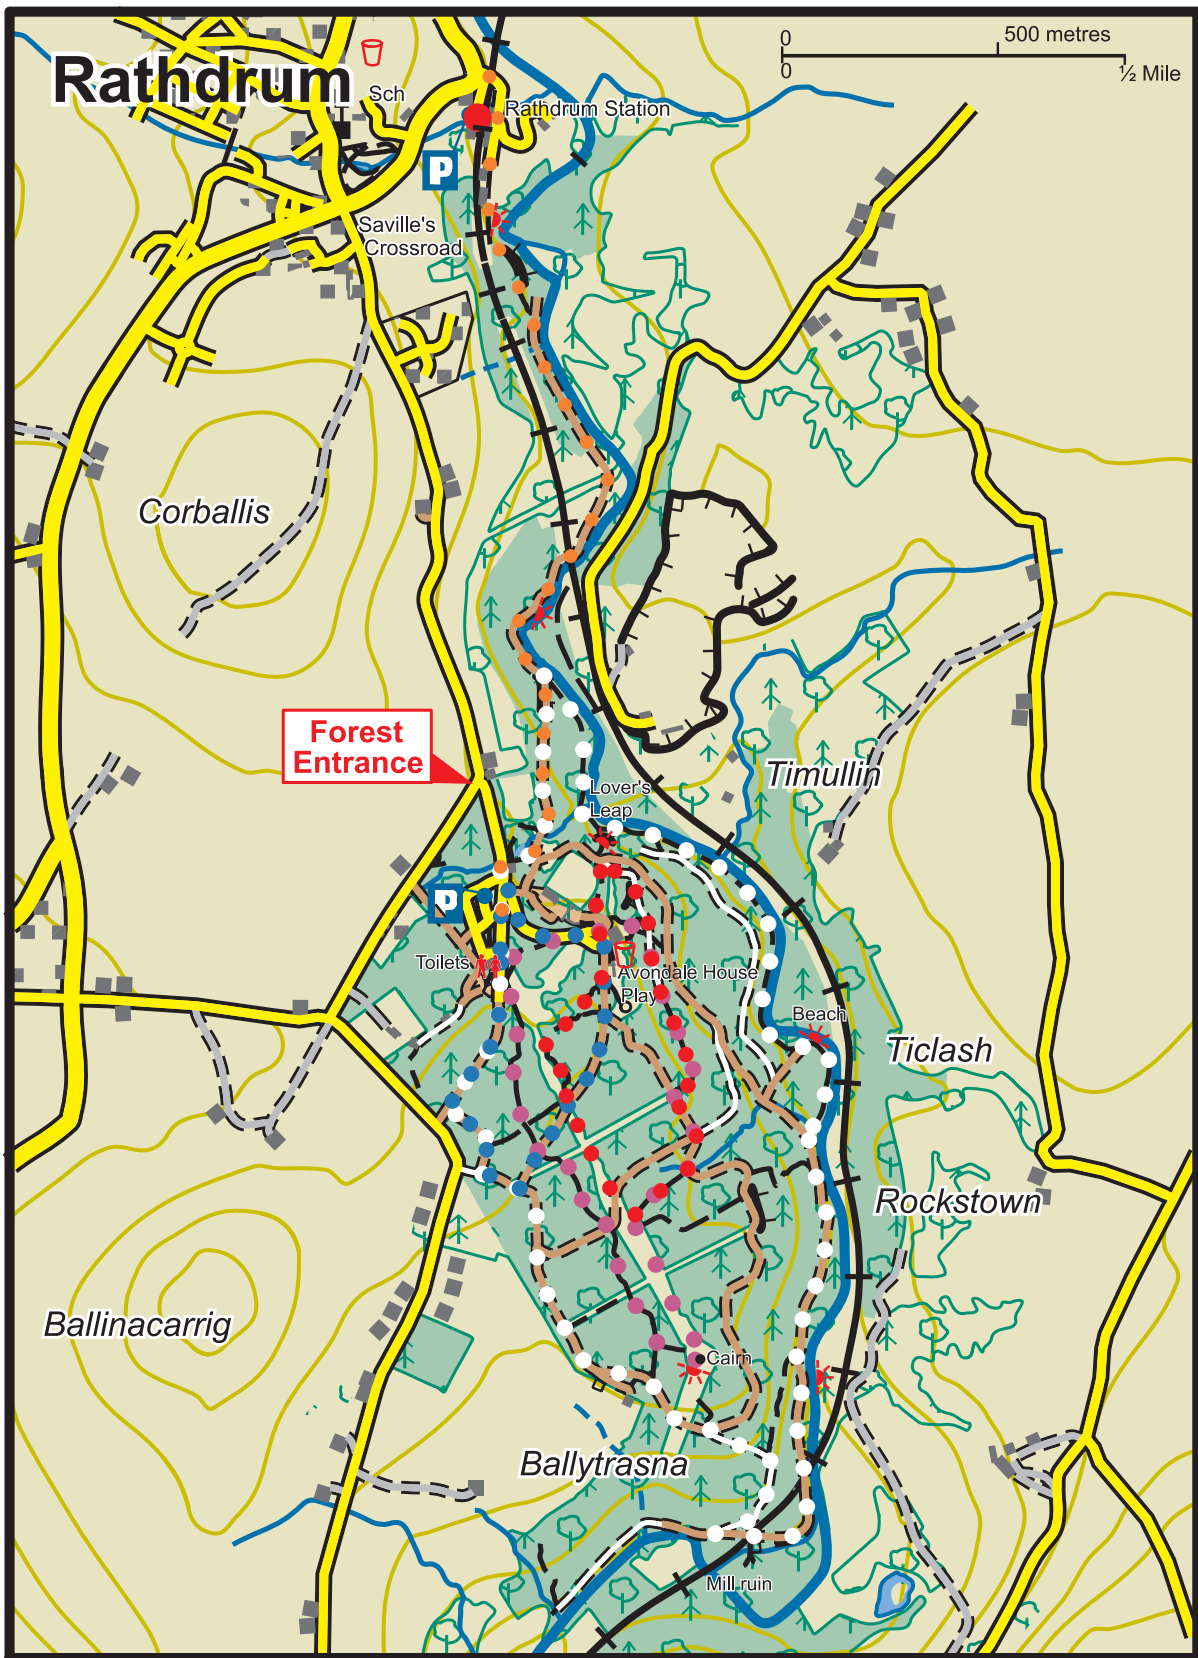 0
500 metres
0
½ Mile
Rathdrum
Sch
Rathdrum Station
P
Saville's
Crossroad
Corballis
Forest
Entrance
Timullin
Lover's
Leap
P
Toilets
Avondale House
Play
Beach
Ticlash
Rockstown
Ballinacarrig
Cairn
Ballytrasna
Mill ruin